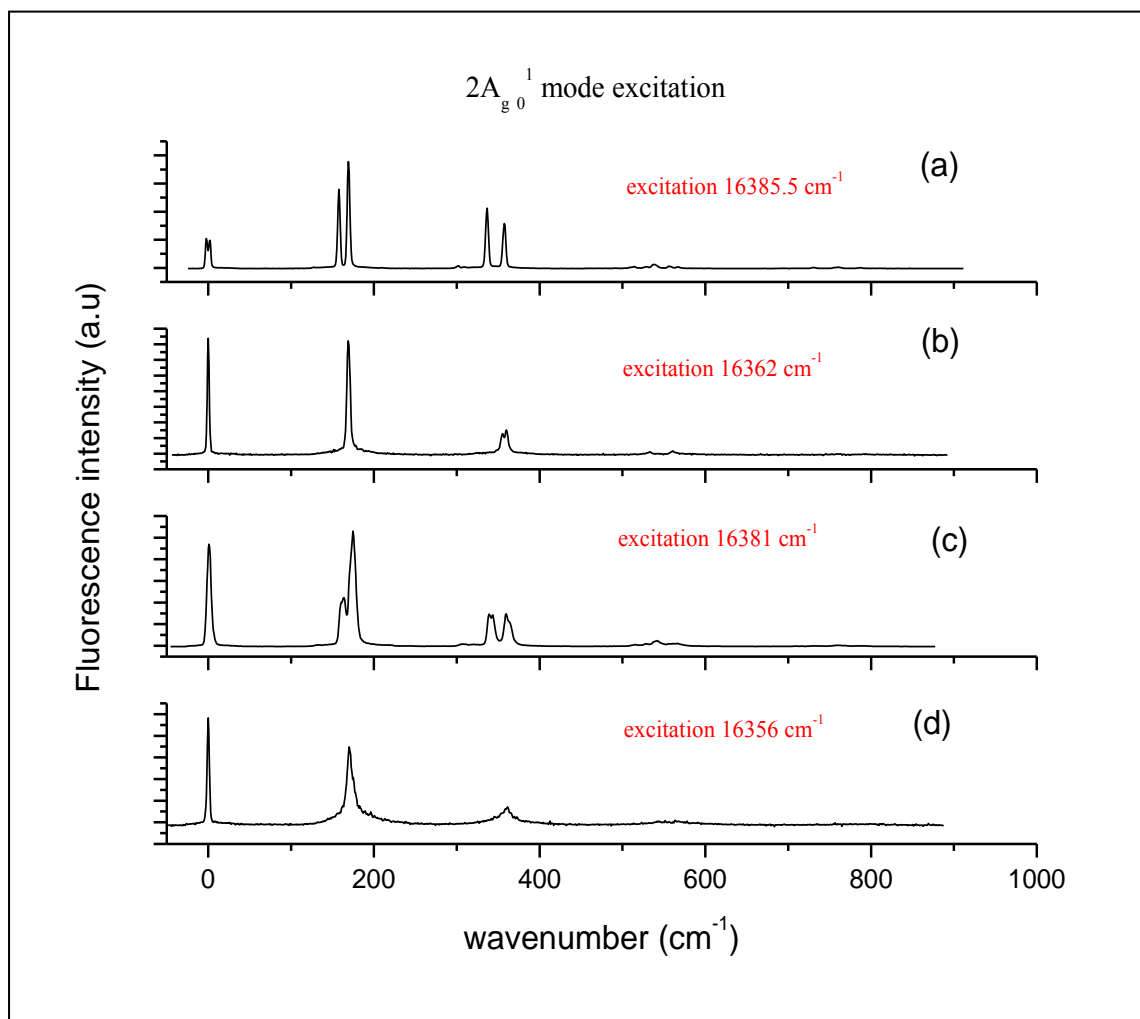 2A_g 0^1 mode excitation
(a)
excitation 16385.5 cm^-1
(b)
excitation 16362 cm^-1
(c)
excitation 16381 cm^-1
(d)
excitation 16356 cm^-1
Fluorescence intensity (a.u)
0 200 400 600 800 1000
wavenumber (cm^-1)